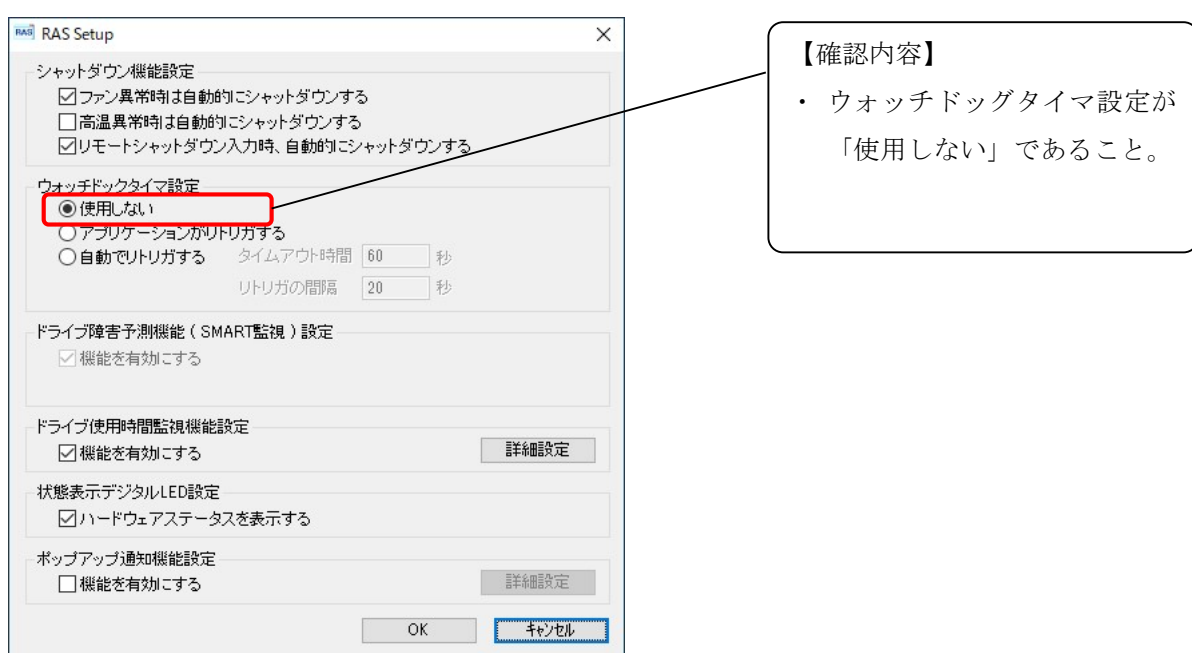 RAS RAS Setup
シャットダウン機能設定
ファン異常時は自動的にシャットダウンする
高温異常時は自動的にシャットダウンする
リモートシャットダウン入力時、自動的にシャットダウンする
ウォッチドックタイマ設定
使用しない
アプリケーションがリトリガする
自動でリトリガする タイムアウト時間 60 秒
リトリガの間隔 20 秒
ドライブ障害予測機能 ( SMART監視 ) 設定
機能を有効にする
ドライブ使用時間監視機能設定
機能を有効にする 詳細設定
状態表示デジタルLED設定
ハードウェアステータスを表示する
ポップアップ通知機能設定
機能を有効にする 詳細設定
OK キャンセル
【確認内容】
・ ウォッチドッグタイマ設定が
「使用しない」であること。